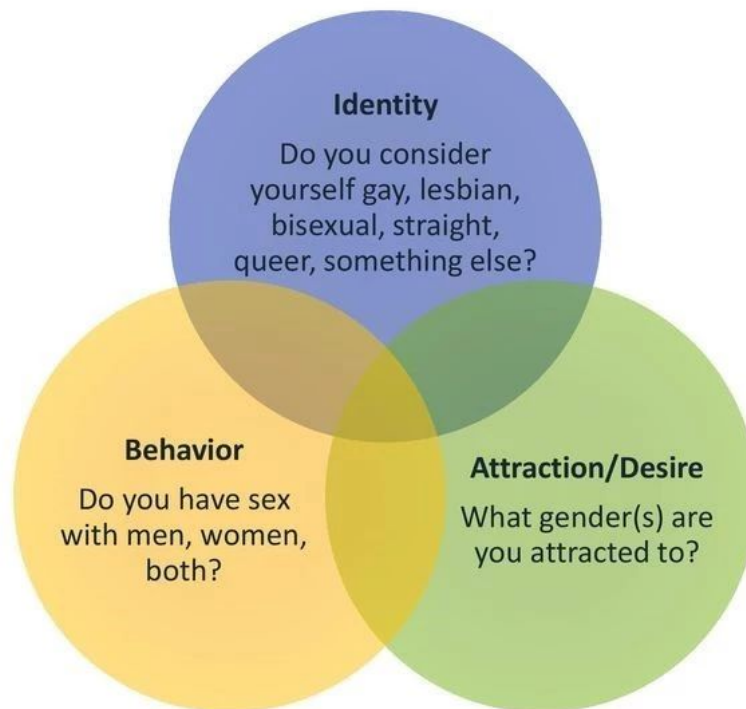 Identity
Do you consider
yourself gay, lesbian,
bisexual, straight,
queer, something else?
Behavior
Do you have sex
with men, women,
both?
Attraction/Desire
What gender(s) are
you attracted to?